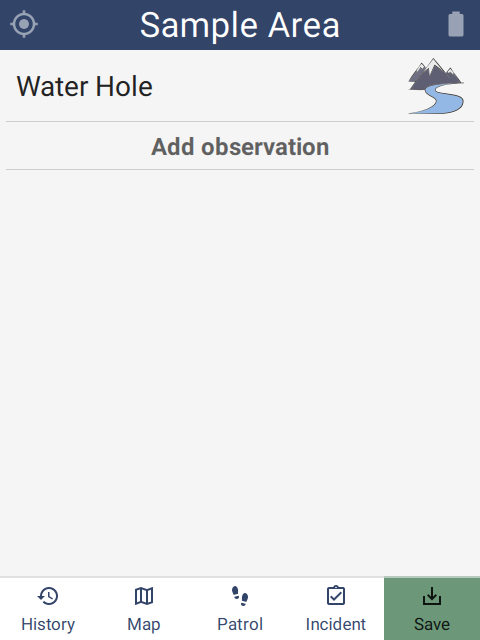 Sample Area
Water Hole
Add observation
History
Map
Patrol
Incident
Save